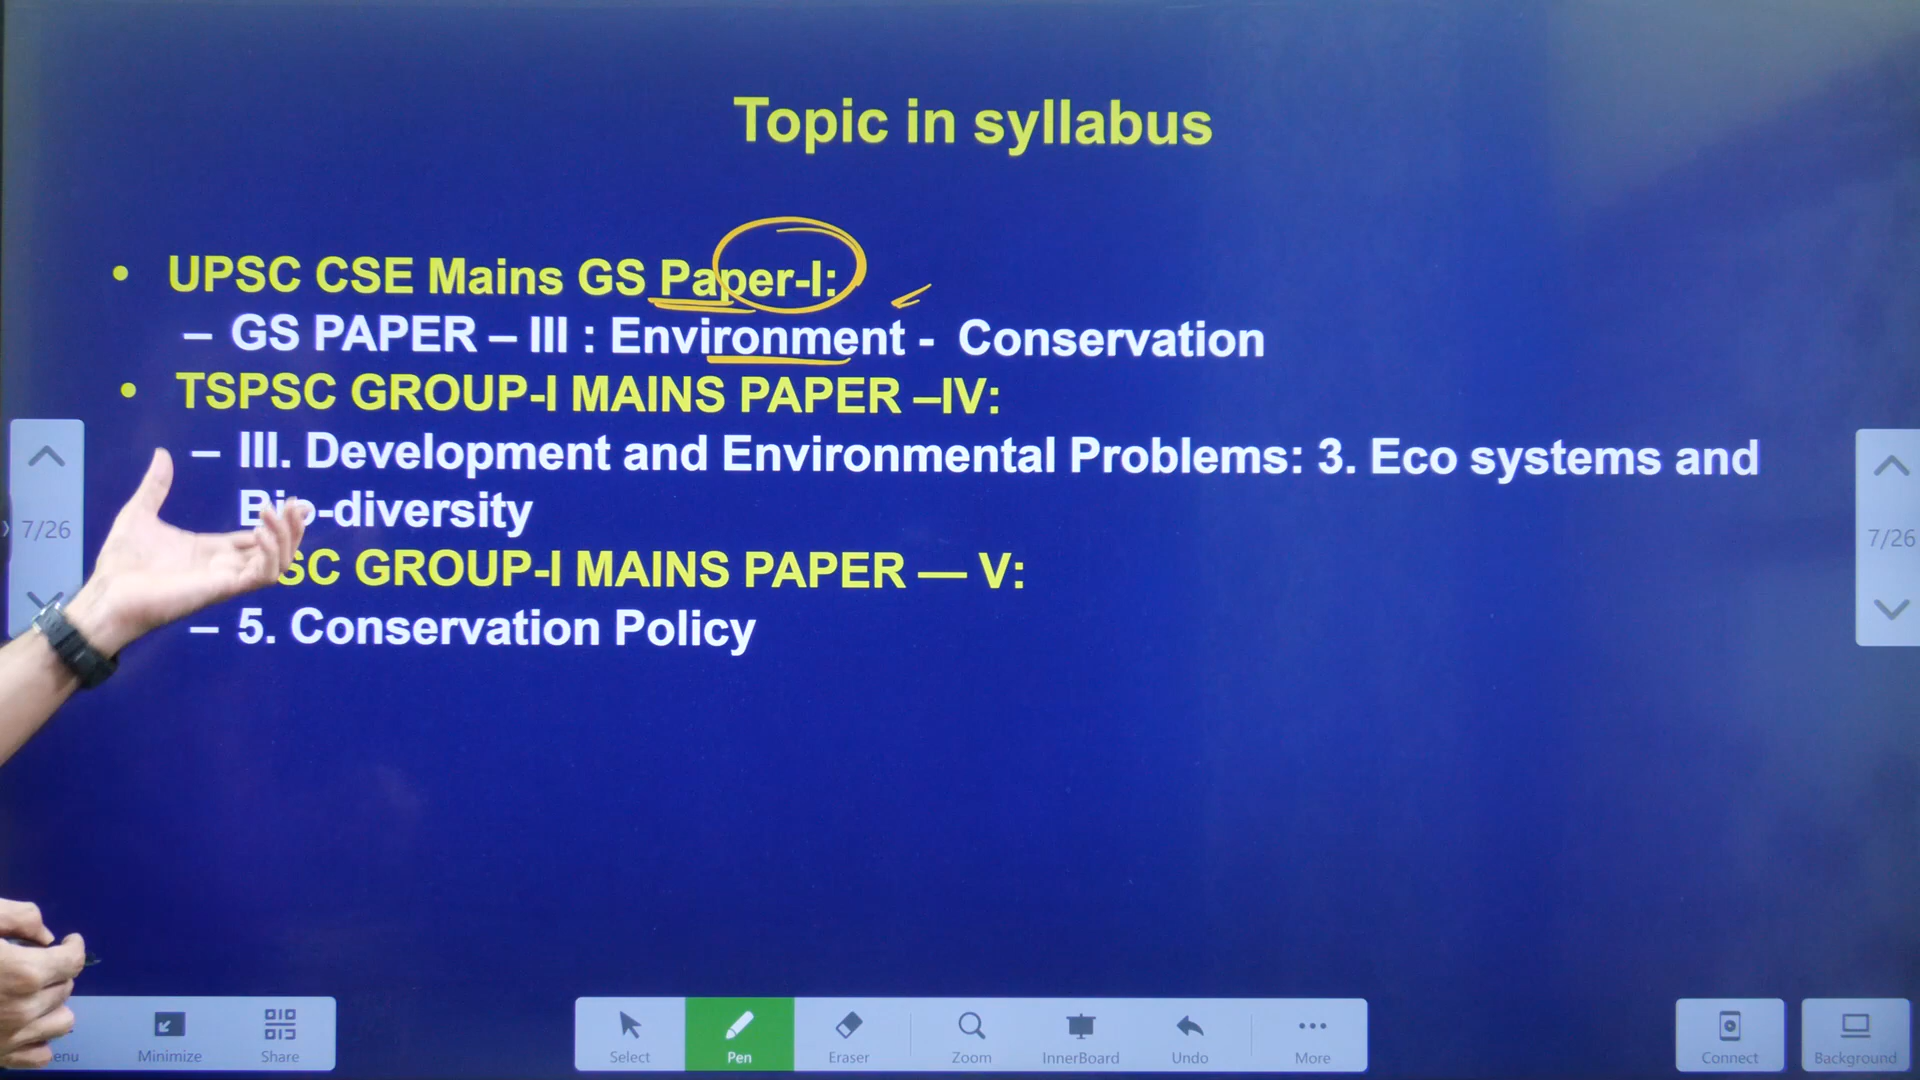 Topic in syllabus
• UPSC CSE Mains GS Paper-I:
– GS PAPER – III : Environment - Conservation
• TSPSC GROUP-I MAINS PAPER –IV:
– III. Development and Environmental Problems: 3. Eco systems and
Bio-diversity
SC GROUP-I MAINS PAPER — V:
– 5. Conservation Policy
7/26
7/26
enu
Minimize
Share
Select
Pen
Eraser
Zoom
InnerBoard
Undo
More
Connect
Background